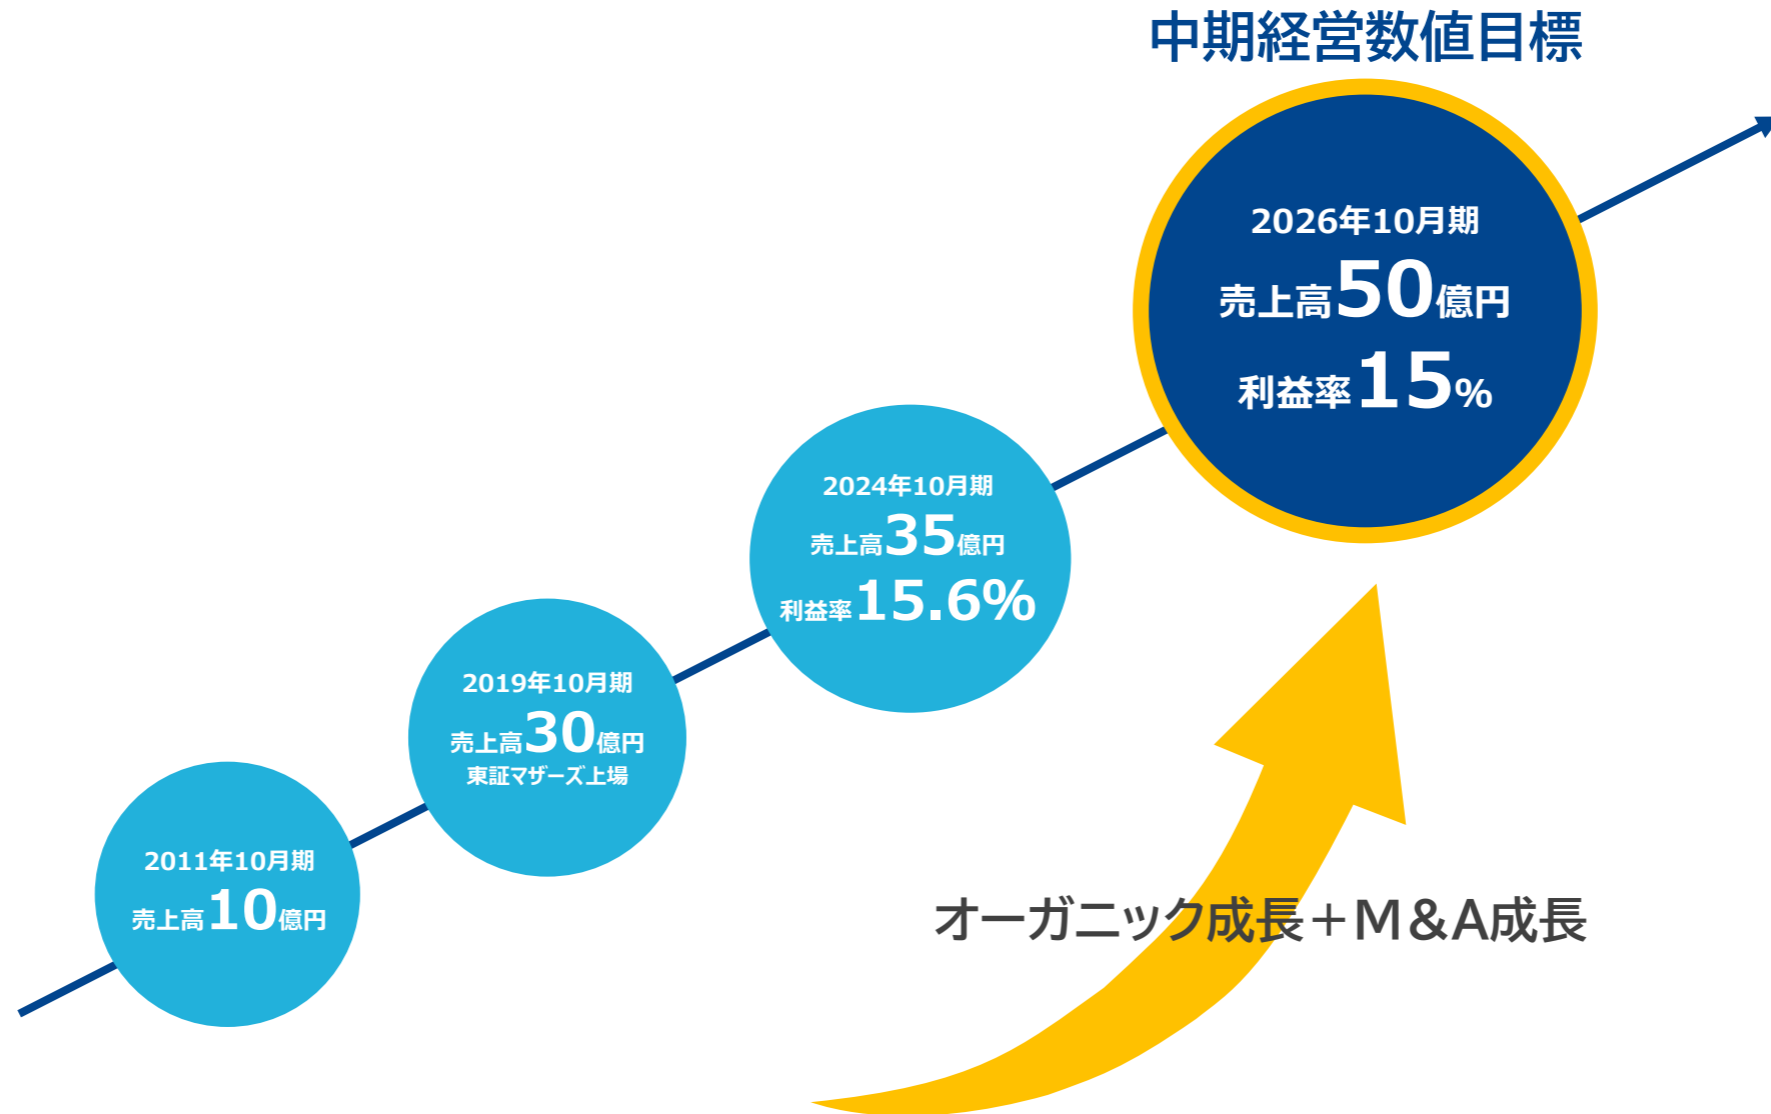 中期経営数値目標
2026年10月期
売上高50億円
利益率15%
2024年10月期
売上高35億円
利益率15.6%
2019年10月期
売上高30億円
東証マザーズ上場
2011年10月期
売上高10億円
オーガニック成長+M&A成長